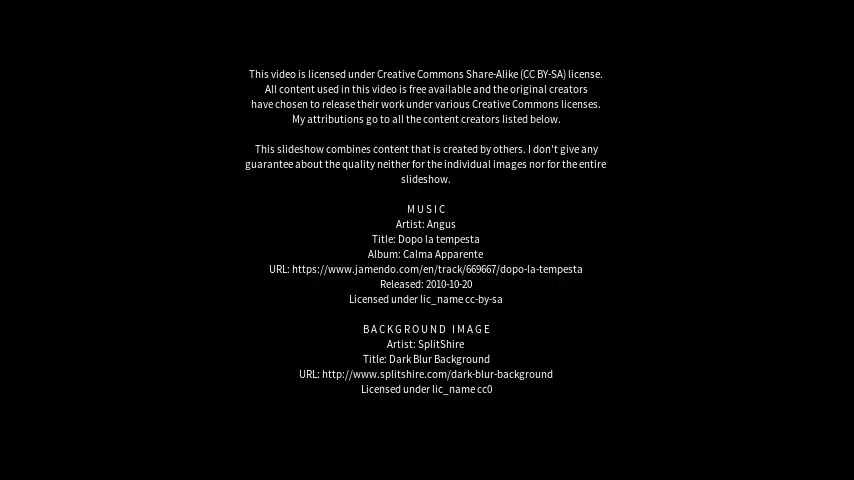 This video is licensed under Creative Commons Share-Alike (CC BY-SA) license.
All content used in this video is free available and the original creators
have chosen to release their work under various Creative Commons licenses.
My attributions go to all the content creators listed below.
This slideshow combines content that is created by others. I don't give any
guarantee about the quality neither for the individual images nor for the entire
slideshow.
MUSIC
Artist: Angus
Title: Dopo la tempesta
Album: Calma Apparente
URL: https://www.jamendo.com/en/track/669667/dopo-la-tempesta
Released: 2010-10-20
Licensed under lic_name cc-by-sa
BACKGROUND IMAGE
Artist: SplitShire
Title: Dark Blur Background
URL: http://www.splitshire.com/dark-blur-background
Licensed under lic_name cc0